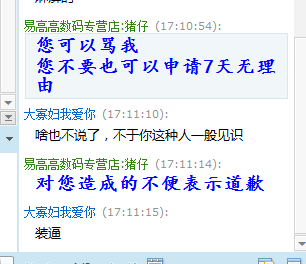 易高高数码专营店:猪仔 (17:10:54):
您可以骂我
您不要也可以申请7天无理
由
大寡妇我爱你 (17:11:10):
啥也不说了，不于你这种人一般见识
易高高数码专营店:猪仔 (17:11:14):
对您造成的不便表示道歉
大寡妇我爱你 (17:11:15):
装逼